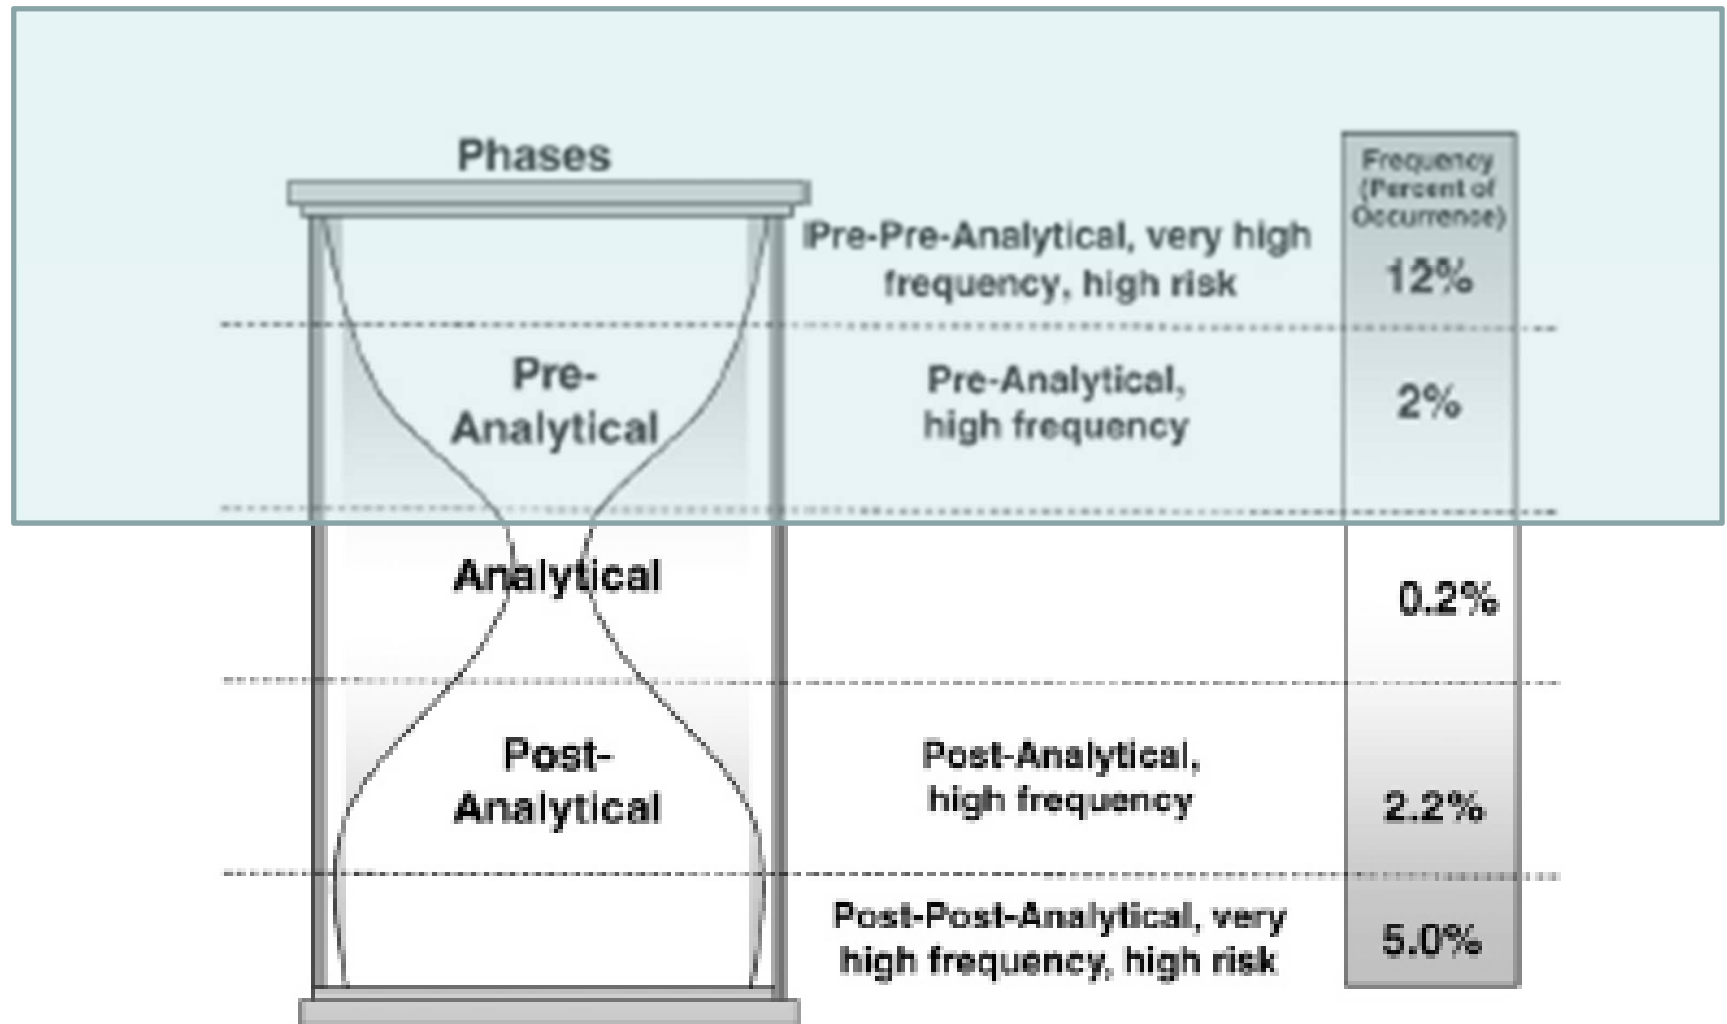 Phases
Frequency
(Percent of
Occurrence)
Pre-Pre-Analytical, very high
frequency, high risk
12%
Pre-
Analytical
Pre-Analytical,
high frequency
2%
Analytical
0.2%
Post-
Analytical
Post-Analytical,
high frequency
2.2%
Post-Post-Analytical, very
high frequency, high risk
5.0%